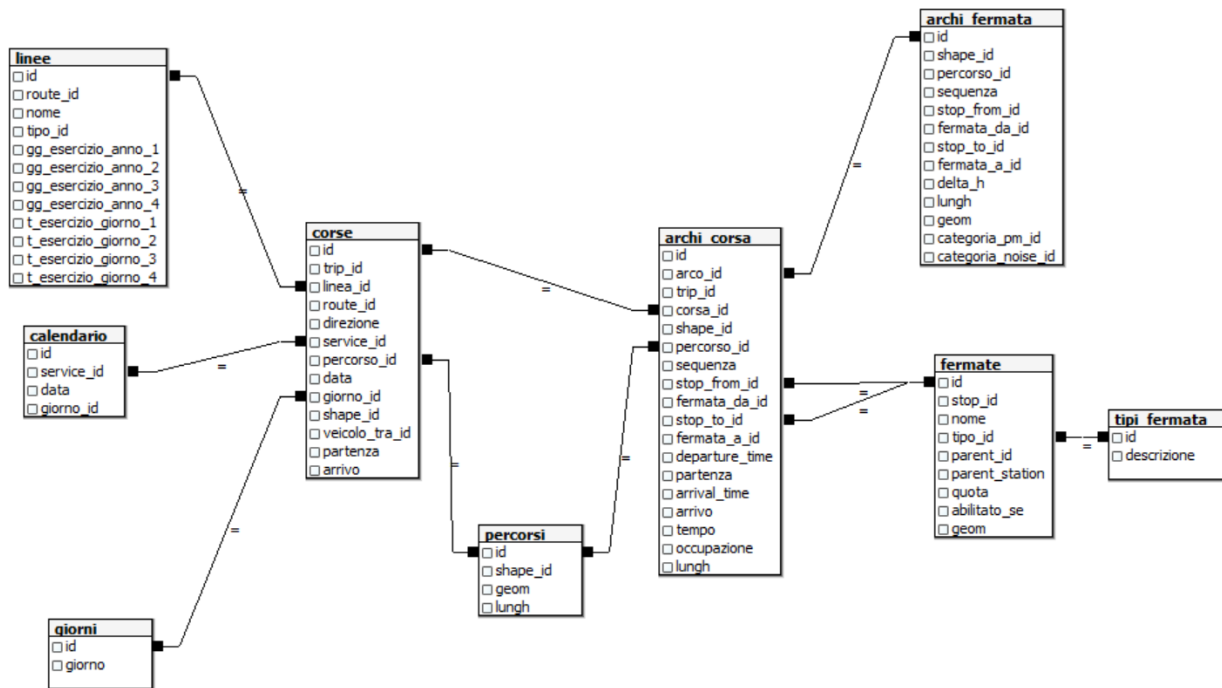 linee
id
route_id
nome
tipo_id
gg_esercizio_anno_1
gg_esercizio_anno_2
gg_esercizio_anno_3
gg_esercizio_anno_4
t_esercizio_giorno_1
t_esercizio_giorno_2
t_esercizio_giorno_3
t_esercizio_giorno_4
calendario
id
service_id
data
giorno_id
giorni
id
giorno
corse
id
trip_id
linea_id
route_id
direzione
service_id
percorso_id
data
giorno_id
shape_id
veicolo_tra_id
partenza
arrivo
percorsi
id
shape_id
geom
lungh
archi_corsa
id
arco_id
trip_id
corsa_id
shape_id
percorso_id
sequenza
stop_from_id
fermata_da_id
stop_to_id
fermata_a_id
departure_time
partenza
arrival_time
arrivo
tempo
occupazione
lungh
archi_fermata
id
shape_id
percorso_id
sequenza
stop_from_id
fermata_da_id
stop_to_id
fermata_a_id
delta_h
lungh
geom
categoria_pm_id
categoria_noise_id
fermate
id
stop_id
nome
tipo_id
parent_id
parent_station
quota
abilitato_se
geom
tipi_fermata
id
descrizione
=
=
=
=
=
=
=
=
=
=